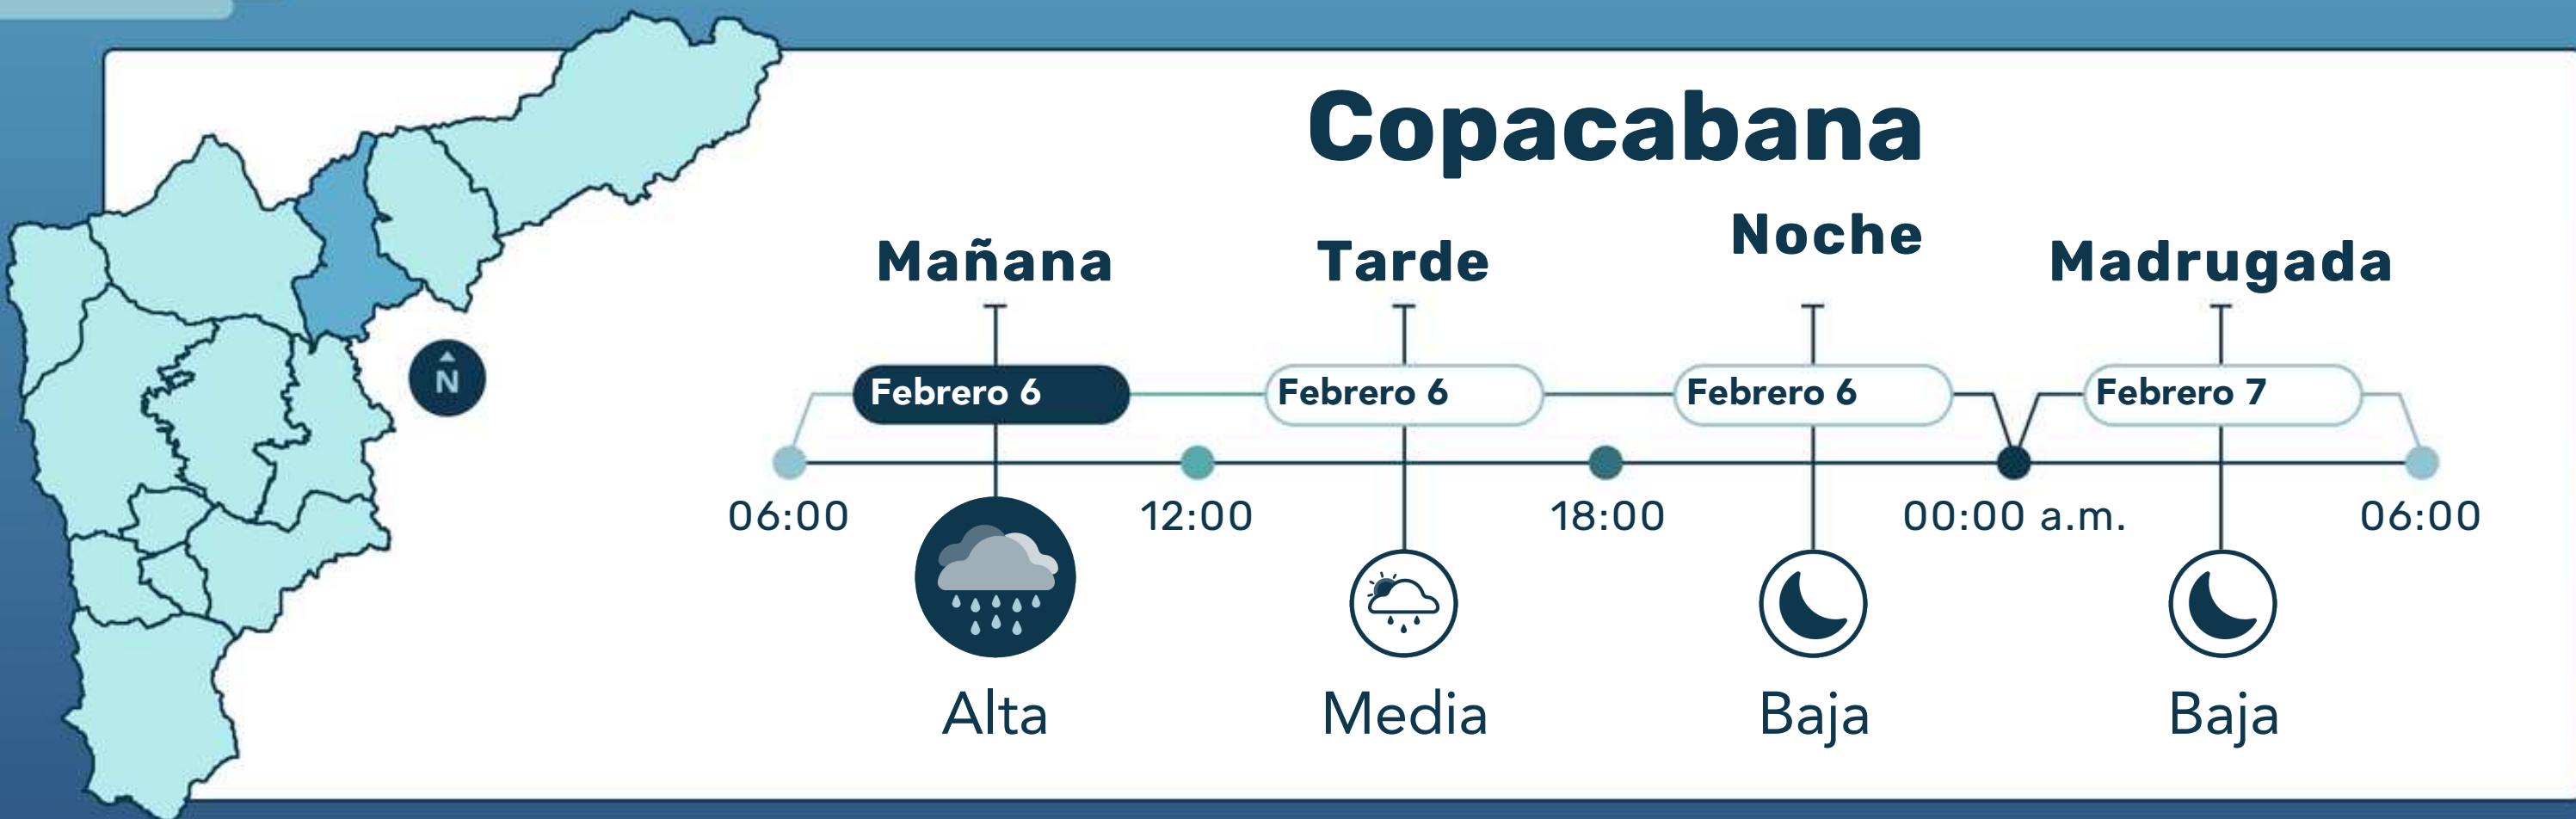 Copacabana
Mañana
Tarde
Noche
Madrugada
Febrero 6
Febrero 6
Febrero 6
Febrero 7
N
06:00
12:00
18:00
00:00 a.m.
06:00
Alta
Media
Baja
Baja